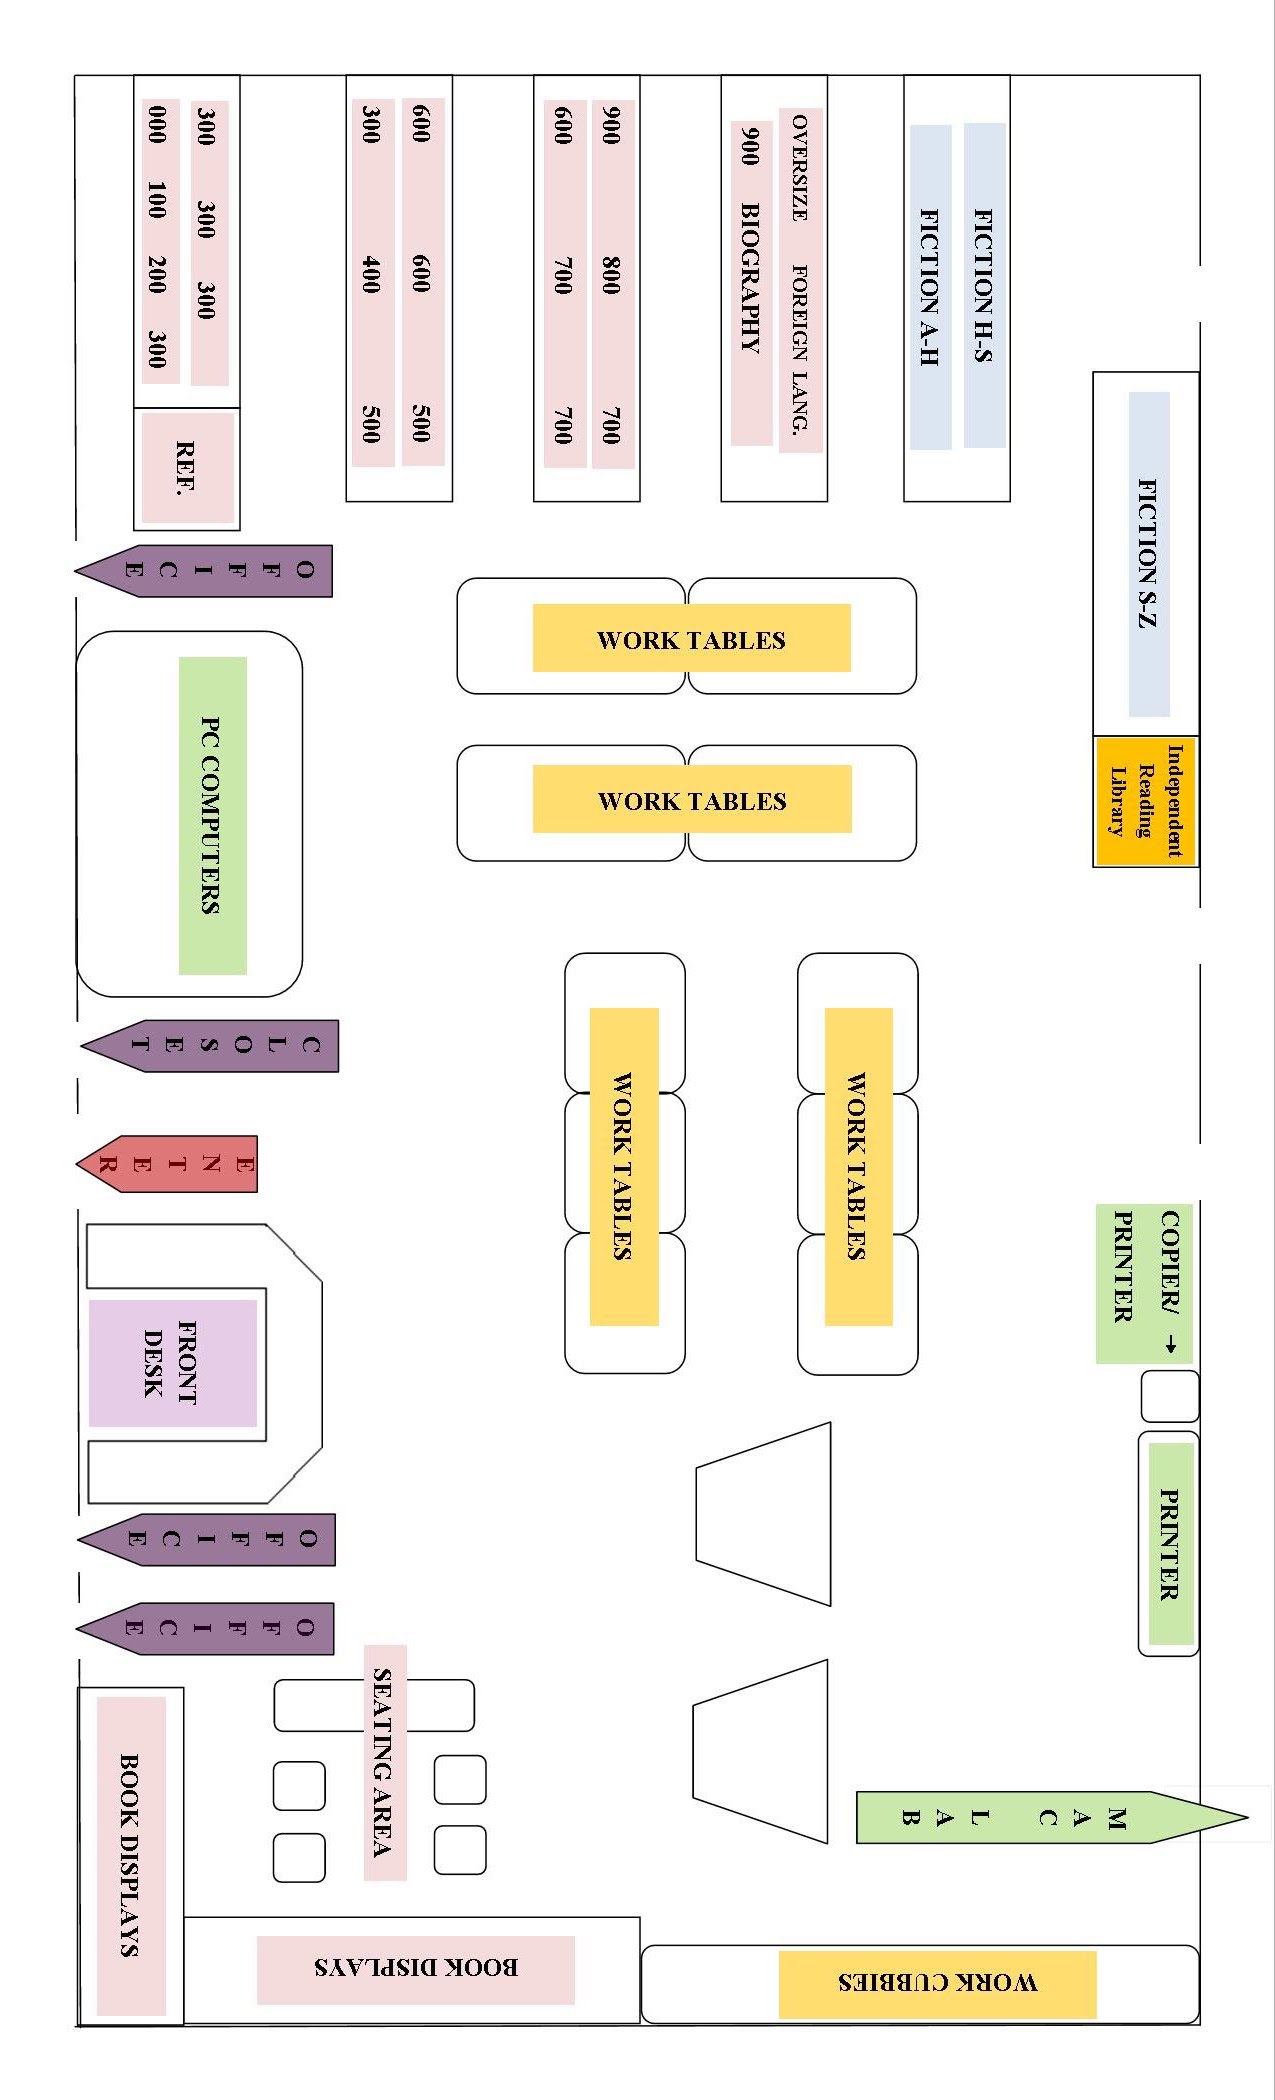 000 100 200 300
300 300 300
REF.
300 400 500
600 600 500
600 700 700
900 800 700
900 BIOGRAPHY
OVERSIZE FOREIGN LANG.
FICTION A-H
FICTION H-S
FICTION S-Z
Independent
Reading
Library
OFFICE
WORK TABLES
WORK TABLES
PC COMPUTERS
CLOSET
ENTER
WORK TABLES
WORK TABLES
COPIER/ →
PRINTER
FRONT
DESK
PRINTER
OFFICE
OFFICE
SEATING AREA
MAC LAB
BOOK DISPLAYS
BOOK DISPLAYS
WORK CUBBIES